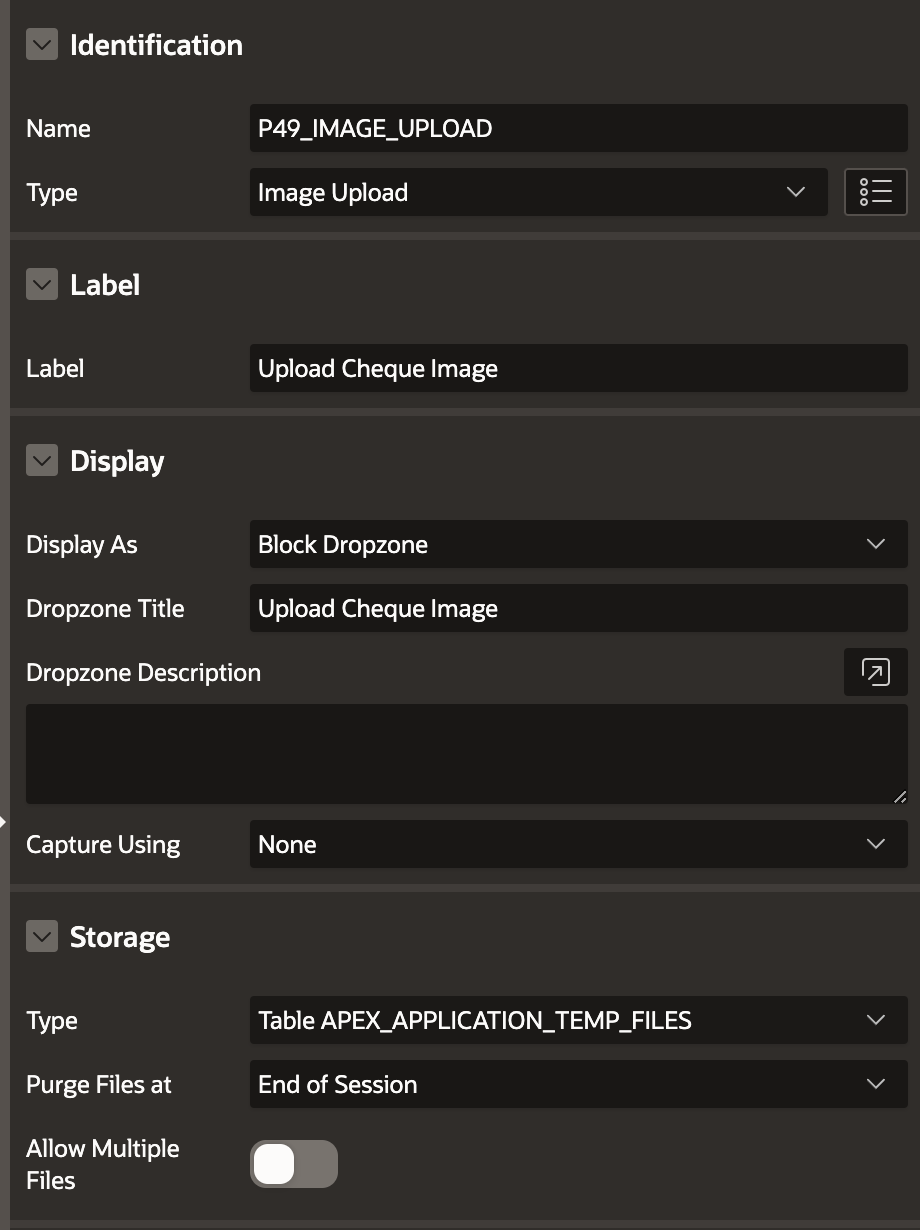 Identification
Name P49_IMAGE_UPLOAD
Type Image Upload
Label
Label Upload Cheque Image
Display
Display As Block Dropzone
Dropzone Title Upload Cheque Image
Dropzone Description
Capture Using None
Storage
Type Table APEX_APPLICATION_TEMP_FILES
Purge Files at End of Session
Allow Multiple
Files